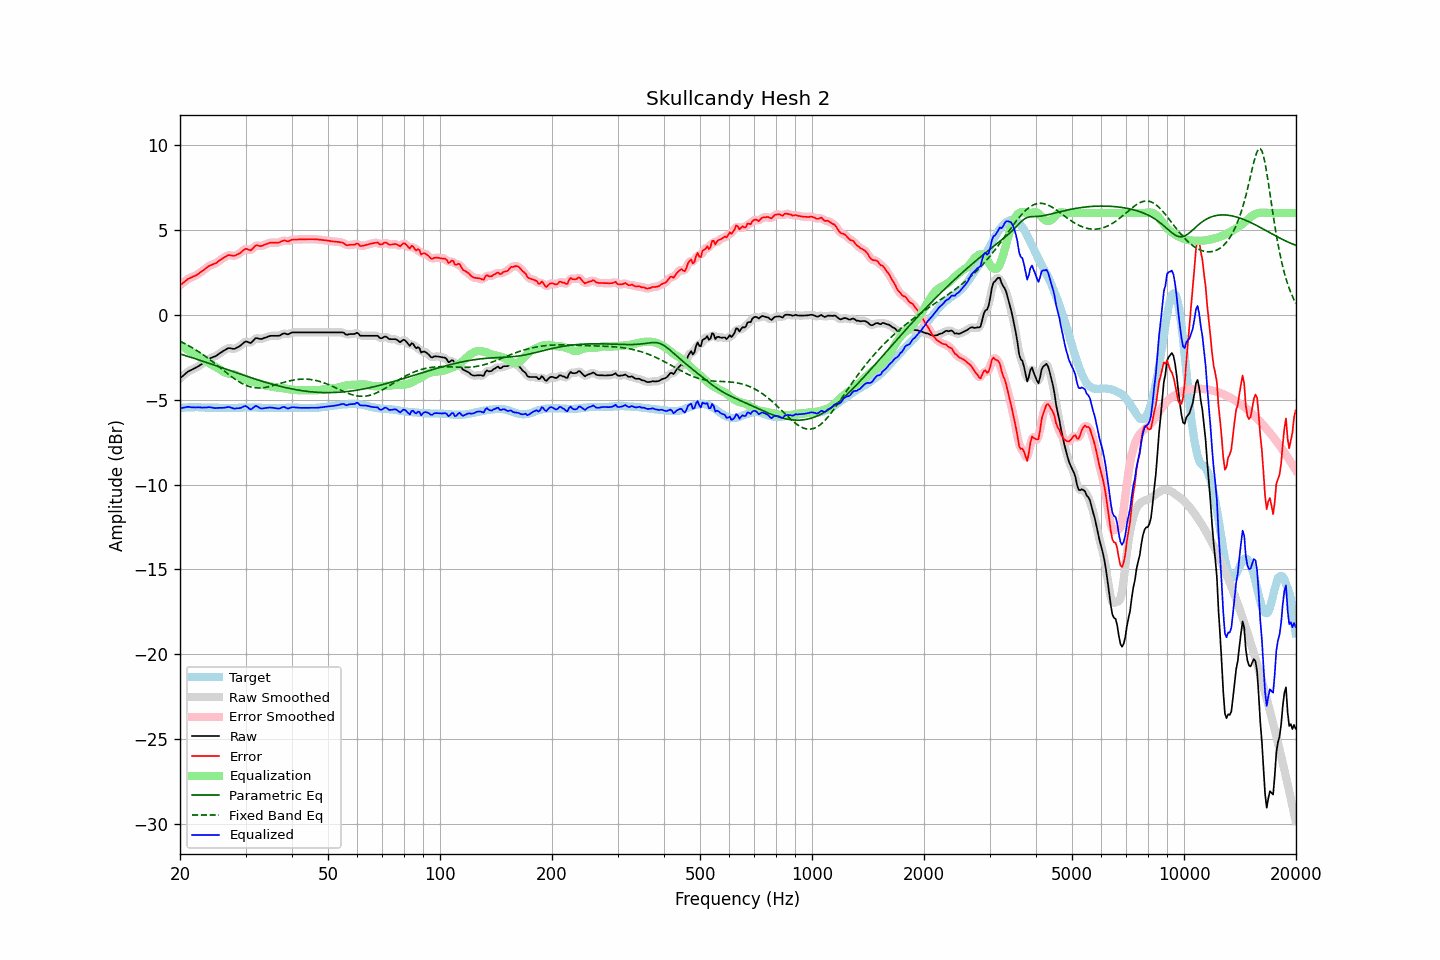 Skullcandy Hesh 2
Amplitude (dBr)
10
5
0
−5
−10
−15
−20
−25
−30
Target
Raw Smoothed
Error Smoothed
Raw
Error
Equalization
Parametric Eq
Fixed Band Eq
Equalized
20
50
100
200
500
1000
2000
5000
10000
20000
Frequency (Hz)